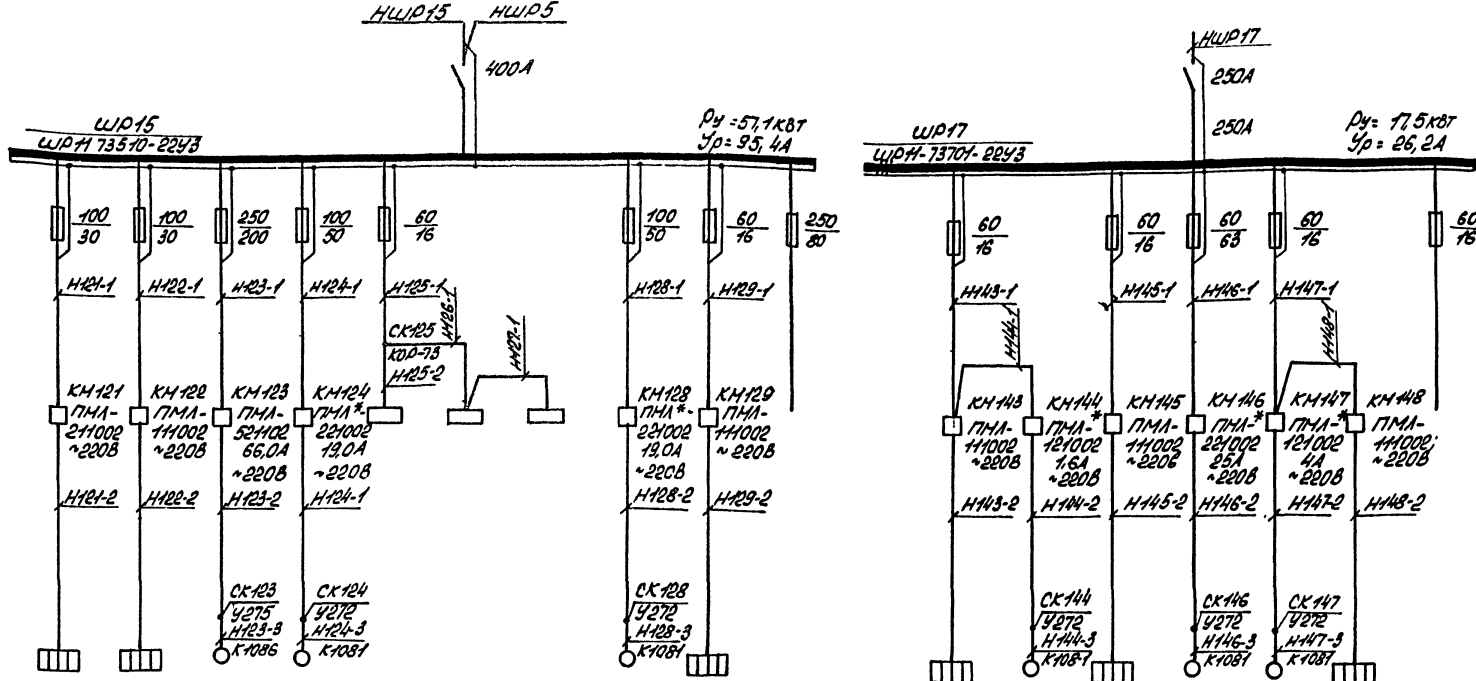 НШР15
НШР5
400А
ШР15
ШР11 73510-22У3
Ру =57,1кВт
Ур= 95,4А
100
30
100
30
250
200
100
50
60
16
100
50
60
16
250
80
Н121-1
Н122-1
Н123-1
Н124-1
Н125-1
Н126-1
СК125
КОР-73
Н125-2
Н127-1
Н128-1
Н129-1
КМ121
ПМЛ-
211002
~220В
КМ122
ПМЛ-
111002
~220В
КМ123
ПМЛ-
521102
66,0А
~220В
КМ124
ПМЛ*-
221002
19,0А
~220В
КМ128
ПМЛ*-
221002
19,0А
~220В
КМ129
ПМЛ-
111002
~220В
Н121-2
Н122-2
Н123-2
Н124-1
Н128-2
Н129-2
СК123
У275
Н123-3
К1086
СК124
У272
Н124-3
К1081
СК128
У272
Н128-3
К1081
НШР17
250А
250А
ШР17
ШР11-73701-22У3
Ру= 17,5кВт
Ур= 26,2А
60
16
60
16
60
63
60
16
60
16
Н143-1
Н144-1
Н145-1
Н146-1
Н147-1
Н148-1
КМ143
ПМЛ-
111002
~220В
КМ144
ПМЛ-*
121002
1,6А
~220В
КМ145
ПМЛ-
111002
~220В
КМ146
ПМЛ-*
221002
25А
~220В
КМ147
ПМЛ-*
121002
4А
~220В
КМ148
ПМЛ-
111002;
~220В
Н143-2
Н144-2
Н145-2
Н146-2
Н147-2
Н148-2
СК144
У272
Н144-3
К108-1
СК146
У272
Н146-3
К1081
СК147
У272
Н147-3
К1081